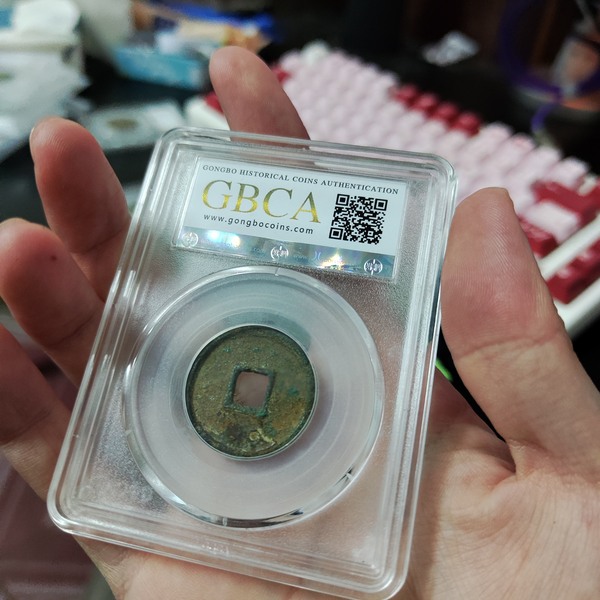 GONGBO HISTORICAL COINS AUTHENTICATION
GBCA
www.gongbocoins.com